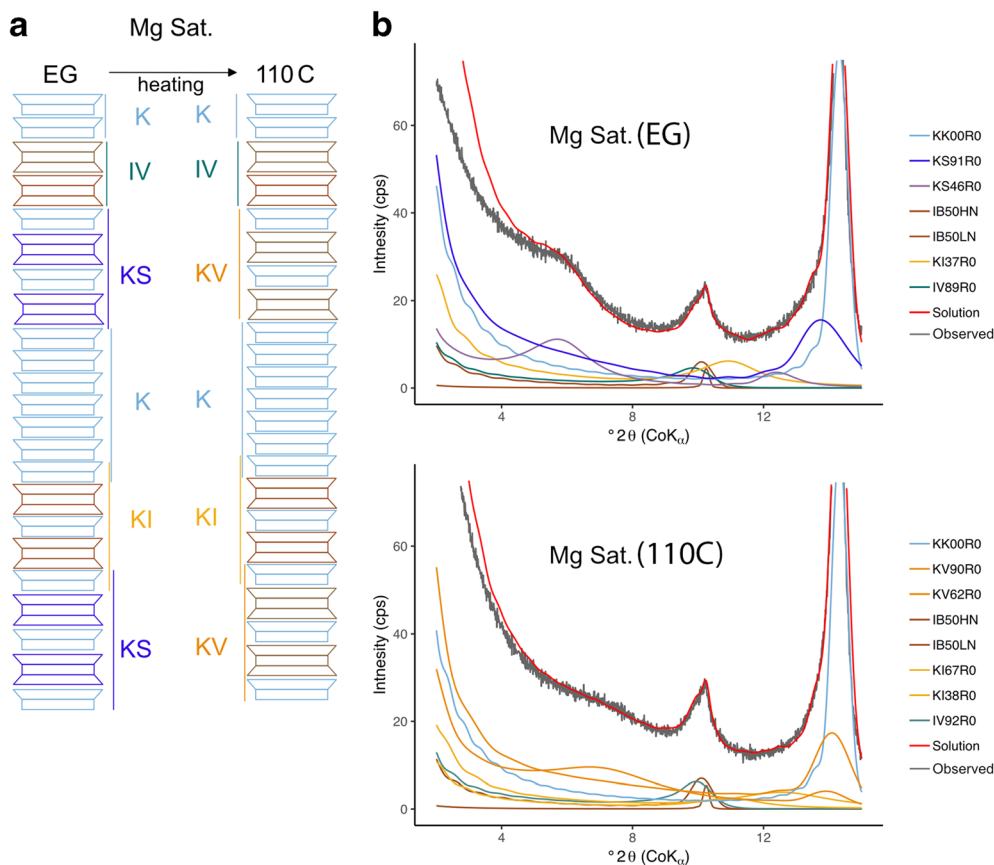 a
Mg Sat.
EG
heating
110 C
K K
IV IV
KS KV
K K
KI KI
KS KV
b
Mg Sat. (EG)
Intnesity (cps)
60
40
20
0
4 8 12
°2θ (CoKα)
KK00R0
KS91R0
KS46R0
IB50HN
IB50LN
KI37R0
IV89R0
Solution
Observed
Mg Sat. (110C)
Intnesity (cps)
60
40
20
0
4 8 12
°2θ (CoKα)
KK00R0
KV90R0
KV62R0
IB50HN
IB50LN
KI67R0
KI38R0
IV92R0
Solution
Observed